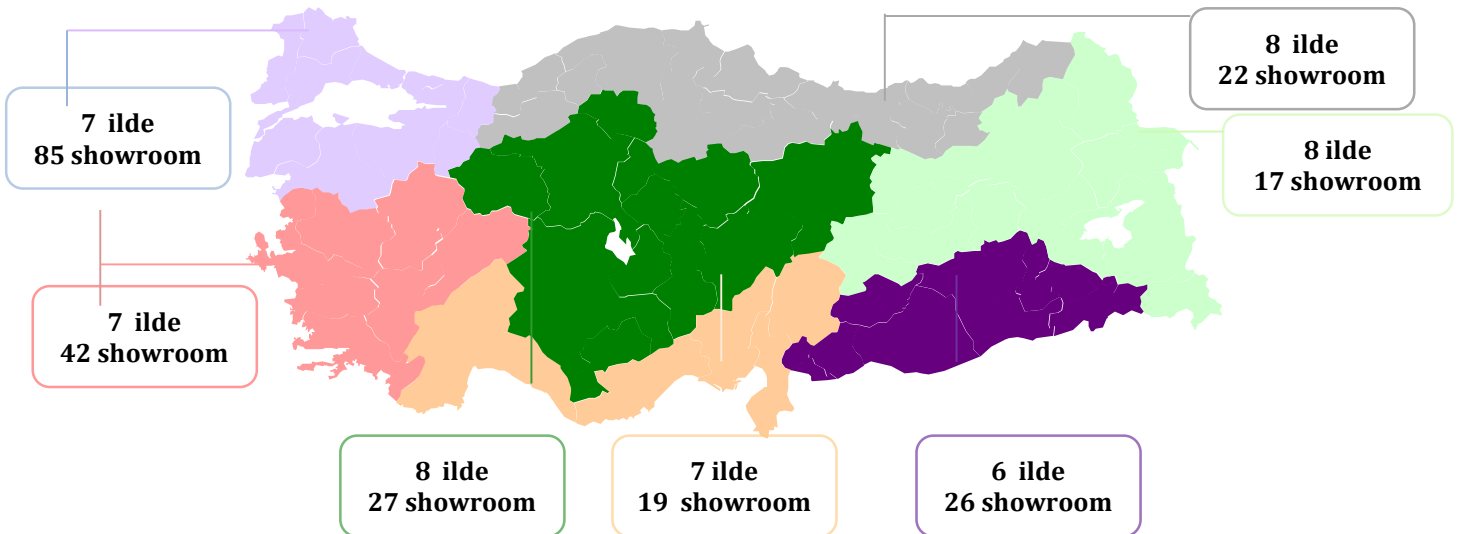 8 ilde
22 showroom
7 ilde
85 showroom
8 ilde
17 showroom
7 ilde
42 showroom
8 ilde
27 showroom
7 ilde
19 showroom
6 ilde
26 showroom